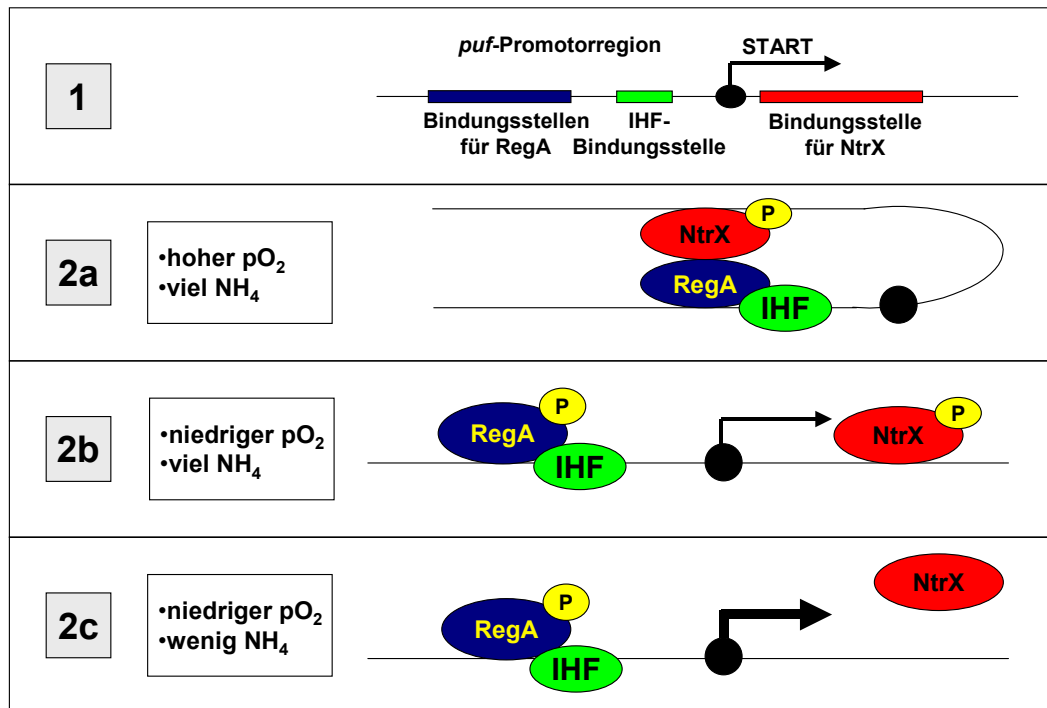 1
puf-Promotorregion
START
Bindungsstellen
für RegA
IHF-
Bindungsstelle
Bindungsstelle
für NtrX
2a
•hoher pO₂
•viel NH₄
P
NtrX
RegA
IHF
2b
•niedriger pO₂
•viel NH₄
P
RegA
IHF
P
NtrX
2c
•niedriger pO₂
•wenig NH₄
P
RegA
IHF
NtrX